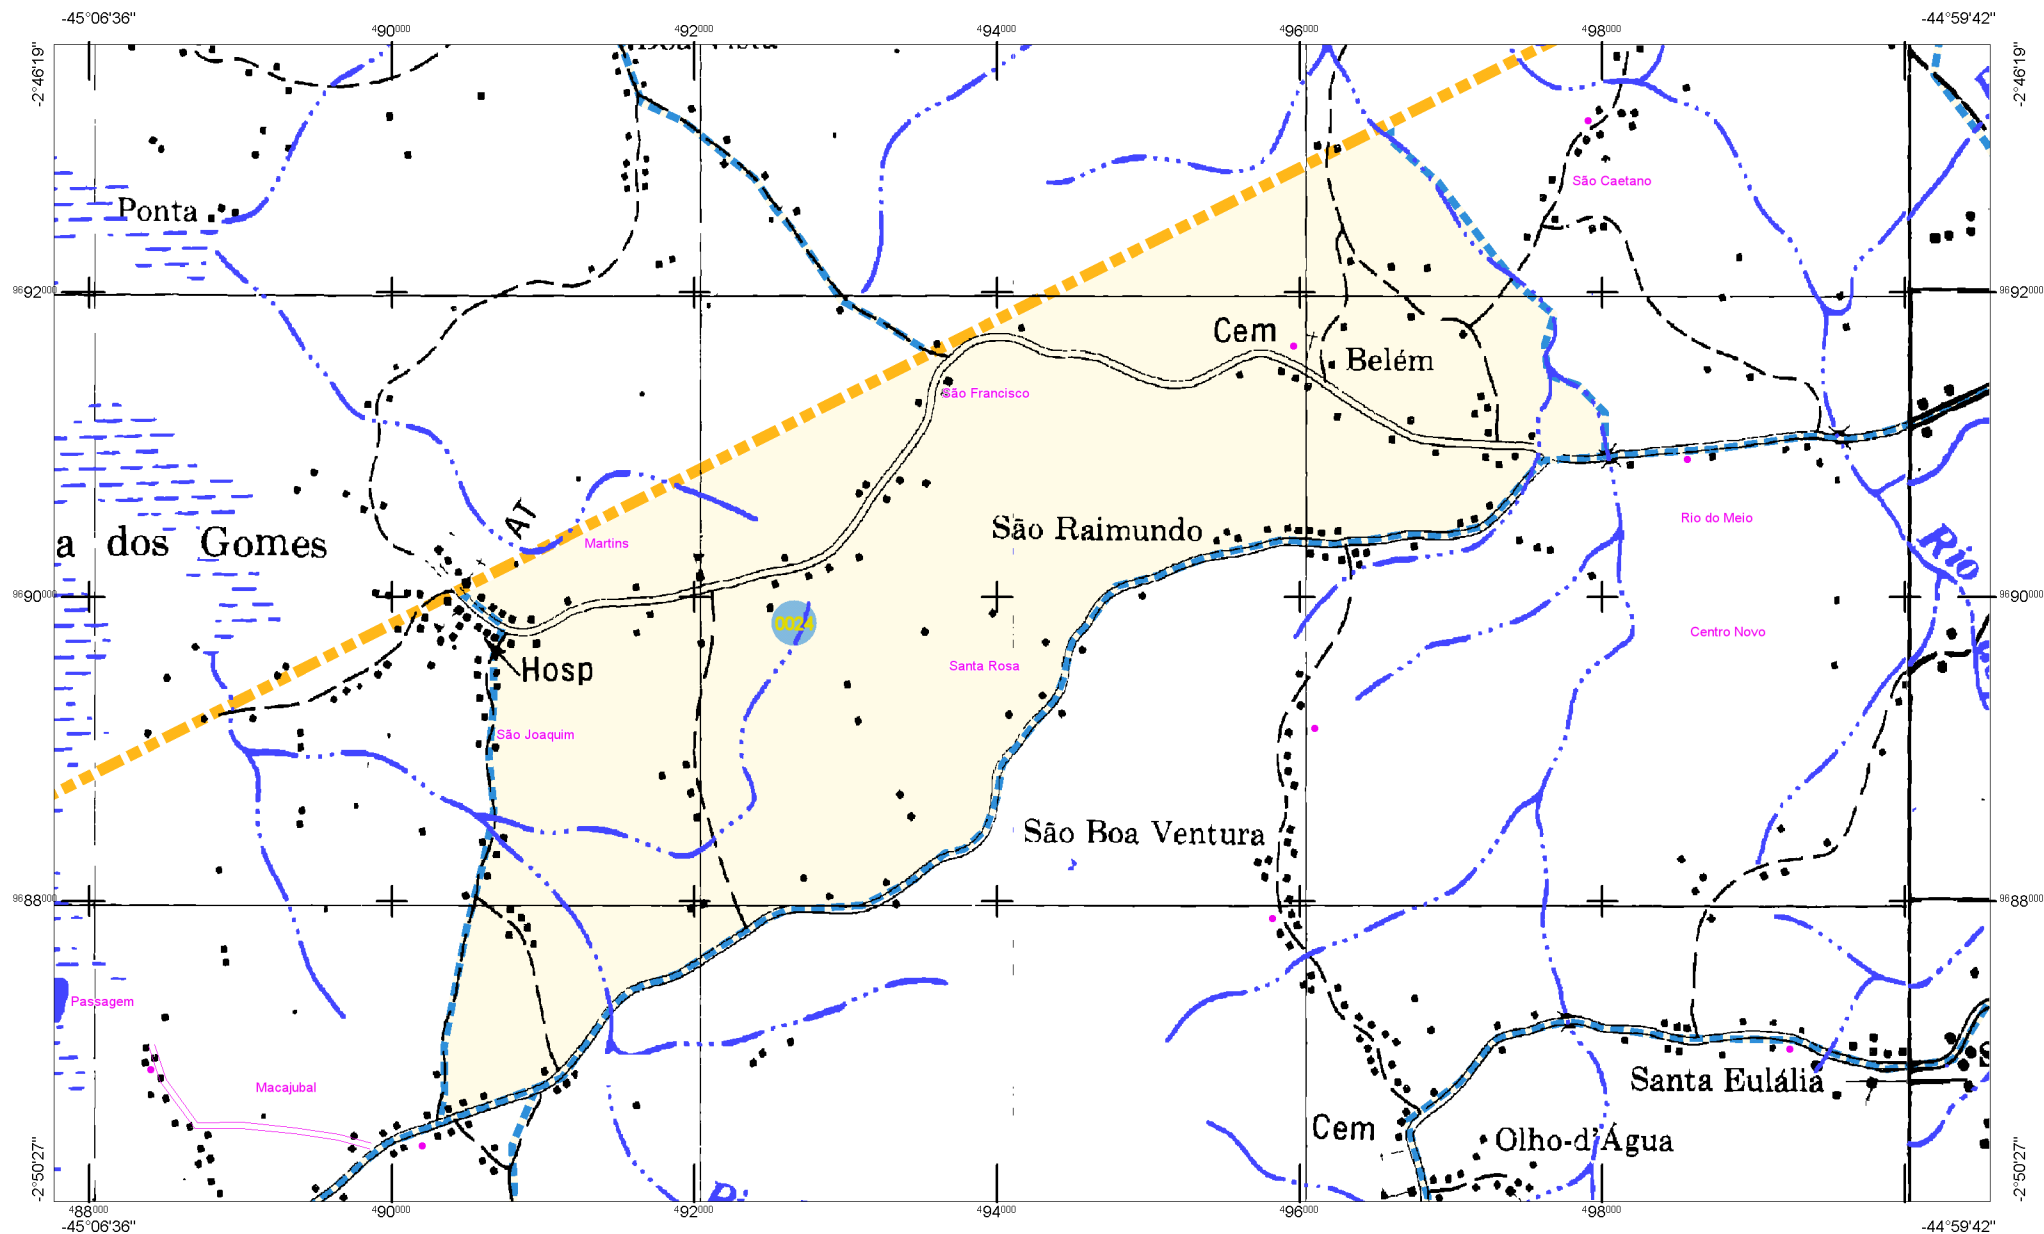 -45°06'36"
-44°59'42"
490000
492000
494000
496000
498000
-2°46'19"
-2°46'19"
Boa Vista
Ponta
São Caetano
9692000
9692000
Cem
Belém
São Francisco
a dos Gomes
AT
Martins
São Raimundo
Rio do Meio
Rio
9690000
9690000
0024
Centro Novo
Hosp
Santa Rosa
São Joaquim
São Boa Ventura
9688000
9688000
Passagem
Macajubal
Santa Eulália
Cem
Olho-d'Água
-2°50'27"
-2°50'27"
488000
490000
492000
494000
496000
498000
-45°06'36"
-44°59'42"